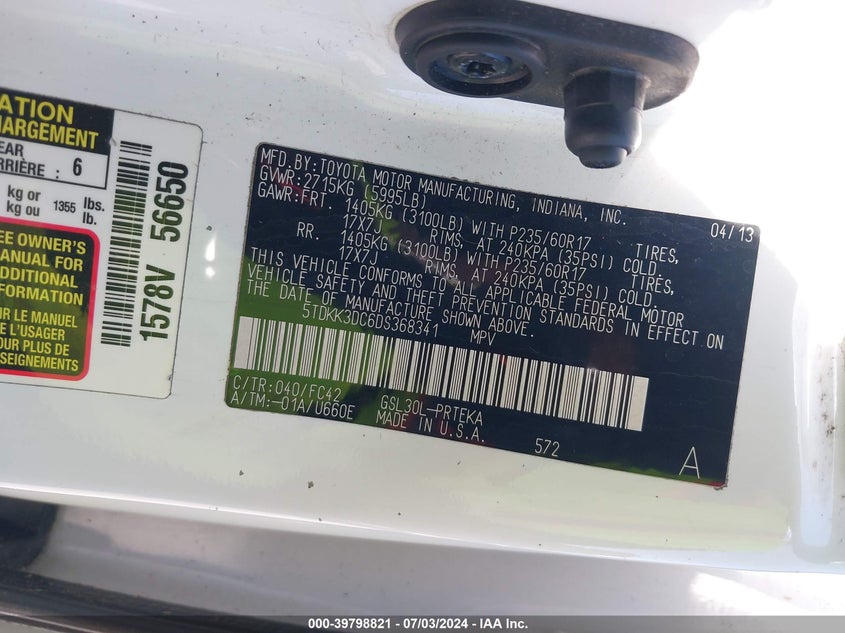 ATION
HARGEMENT
EAR
RRIÈRE : 6
kg or
kg ou 1355 lbs.
lb.
EE OWNER'S
ANUAL FOR
DDITIONAL
FORMATION
R LE MANUEL
L'USAGER
UR PLUS DE
SEIGNEMENTS
1578V 56650
MFD.BY:TOYOTA MOTOR MANUFACTURING, INDIANA, INC.
GVWR:2715KG (5995LB) 04/13
GAWR:FRT. 1405KG (3100LB) WITH P235/60R17 TIRES,
17X7J RIMS, AT 240KPA (35PSI) COLD.
RR. 1405KG (3100LB) WITH P235/60R17 TIRES,
17X7J RIMS, AT 240KPA (35PSI) COLD.
THIS VEHICLE CONFORMS TO ALL APPLICABLE FEDERAL MOTOR
VEHICLE SAFETY AND THEFT PREVENTION STANDARDS IN EFFECT ON
THE DATE OF MANUFACTURE SHOWN ABOVE.
5TDKK3DC6DS368341 MPV
C/TR:040/FC42 GSL30L-PRTEKA
A/TM:-01A/U660E MADE IN U.S.A.
572 A
000-39798821 - 07/03/2024 - IAA Inc.